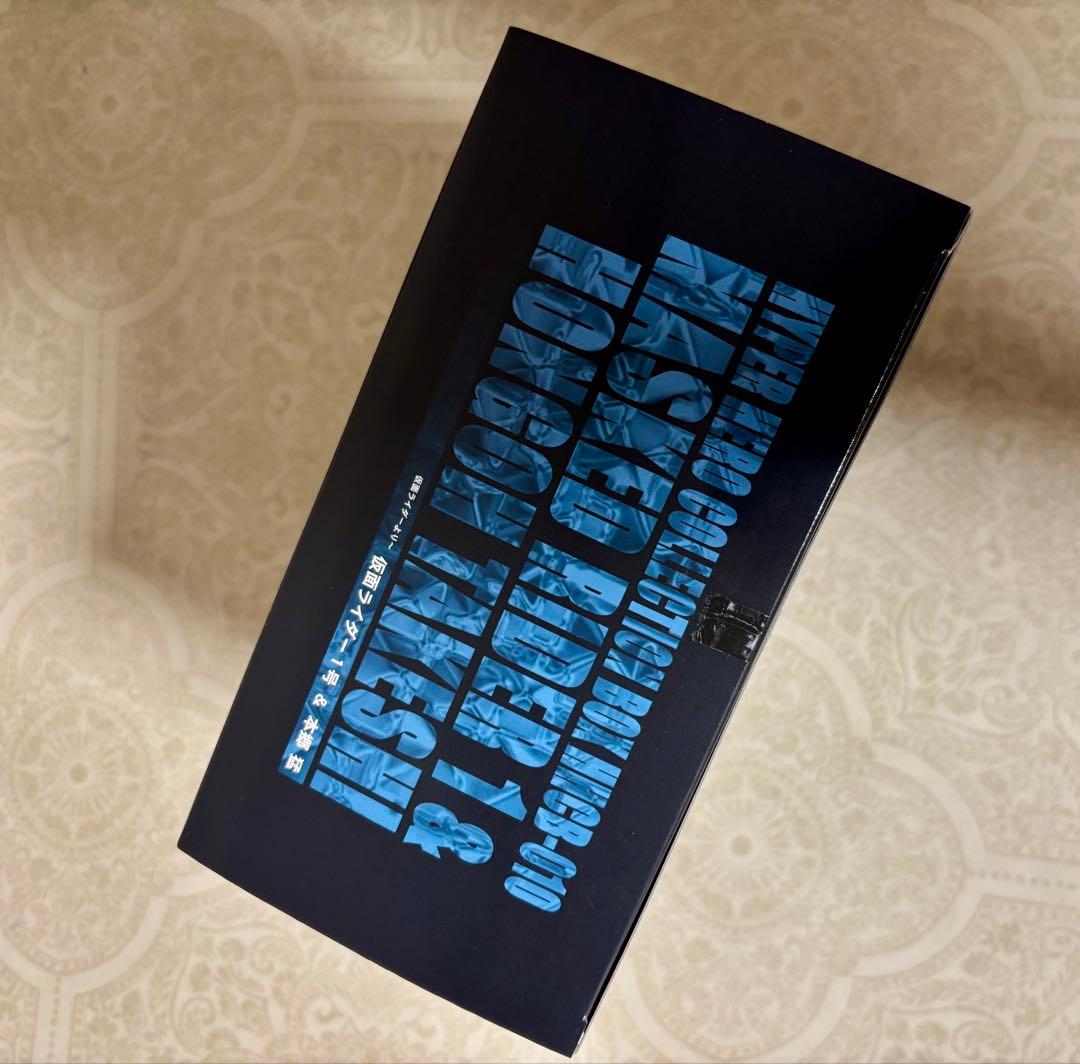 HYPER HERO COLLECTION BOX HHCB-010
MASKED RIDER 1 &
HONGOH TAKESHI
仮面ライダーより〜 仮面ライダー 1号 & 本郷 猛